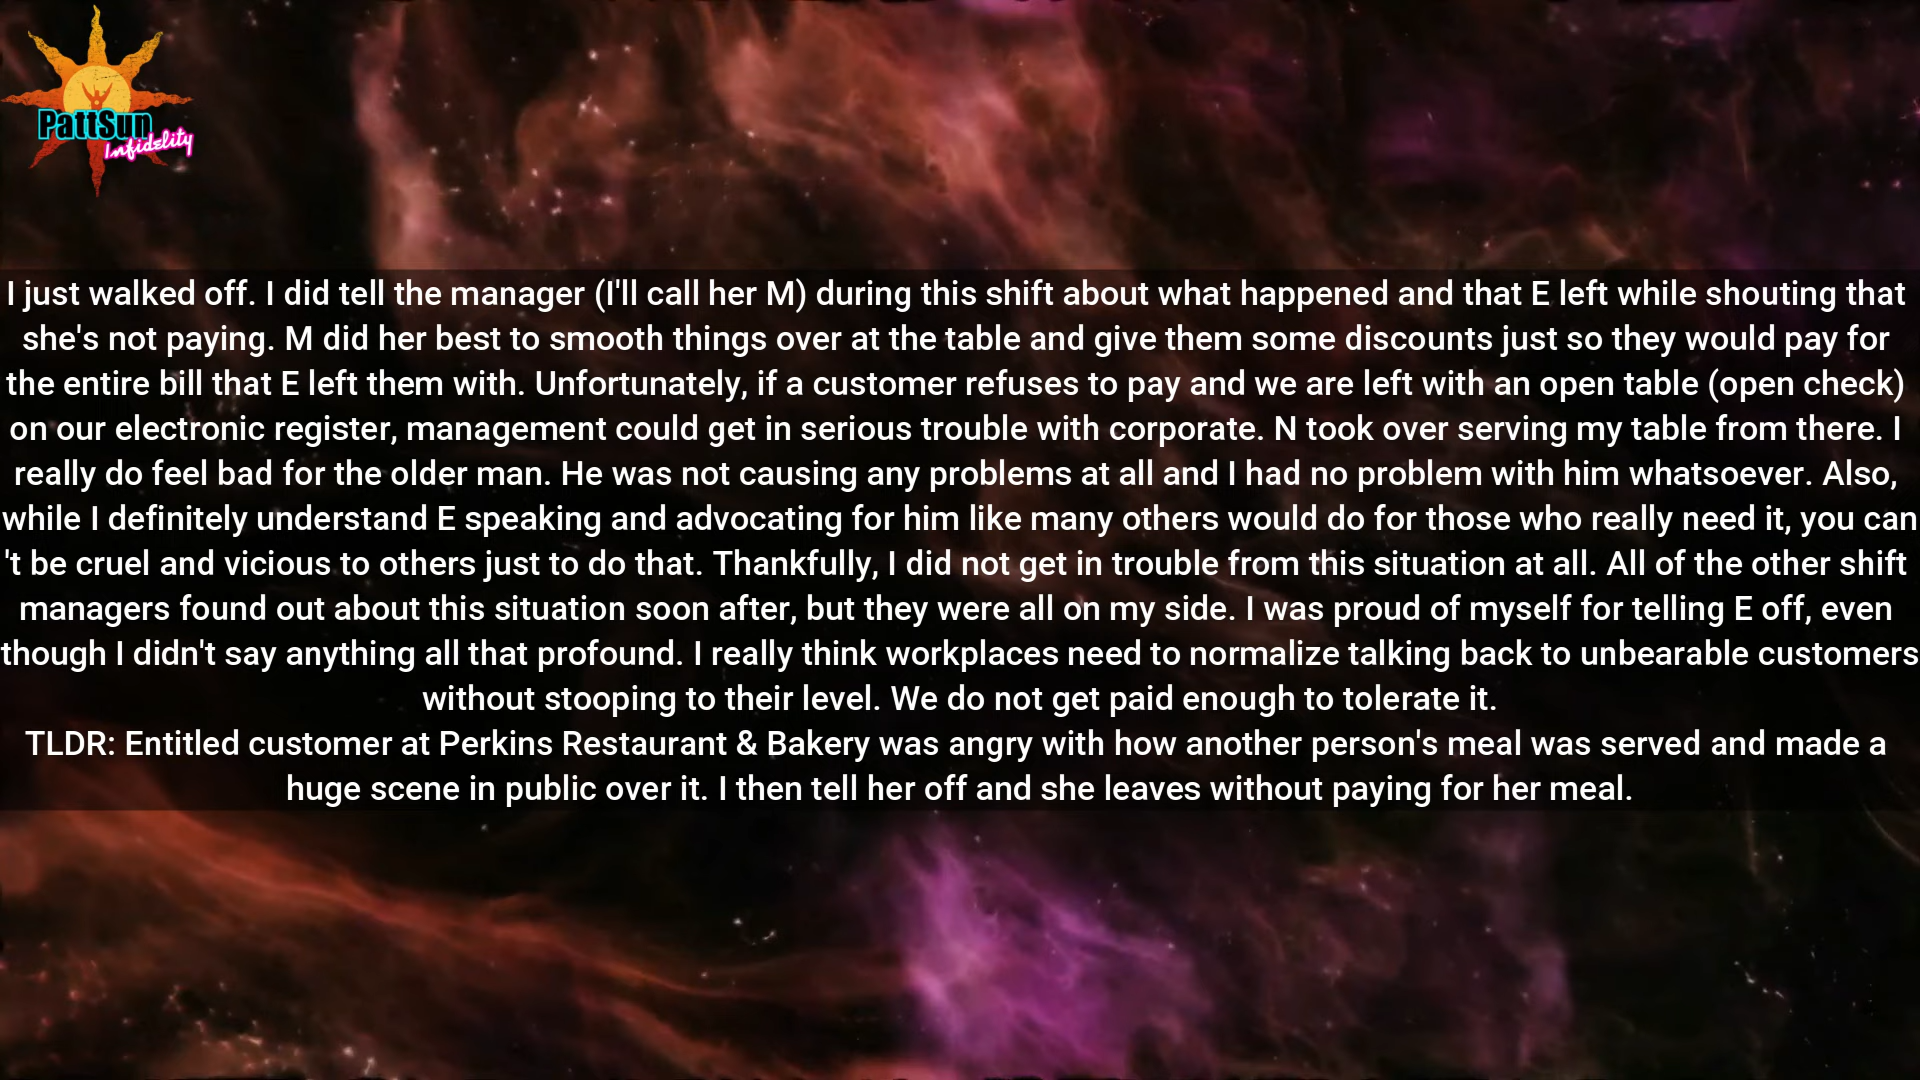 PattSun
Infidelity
I just walked off. I did tell the manager (I'll call her M) during this shift about what happened and that E left while shouting that
she's not paying. M did her best to smooth things over at the table and give them some discounts just so they would pay for
the entire bill that E left them with. Unfortunately, if a customer refuses to pay and we are left with an open table (open check)
on our electronic register, management could get in serious trouble with corporate. N took over serving my table from there. I
really do feel bad for the older man. He was not causing any problems at all and I had no problem with him whatsoever. Also,
while I definitely understand E speaking and advocating for him like many others would do for those who really need it, you can
't be cruel and vicious to others just to do that. Thankfully, I did not get in trouble from this situation at all. All of the other shift
managers found out about this situation soon after, but they were all on my side. I was proud of myself for telling E off, even
though I didn't say anything all that profound. I really think workplaces need to normalize talking back to unbearable customers
without stooping to their level. We do not get paid enough to tolerate it.
TLDR: Entitled customer at Perkins Restaurant & Bakery was angry with how another person's meal was served and made a
huge scene in public over it. I then tell her off and she leaves without paying for her meal.